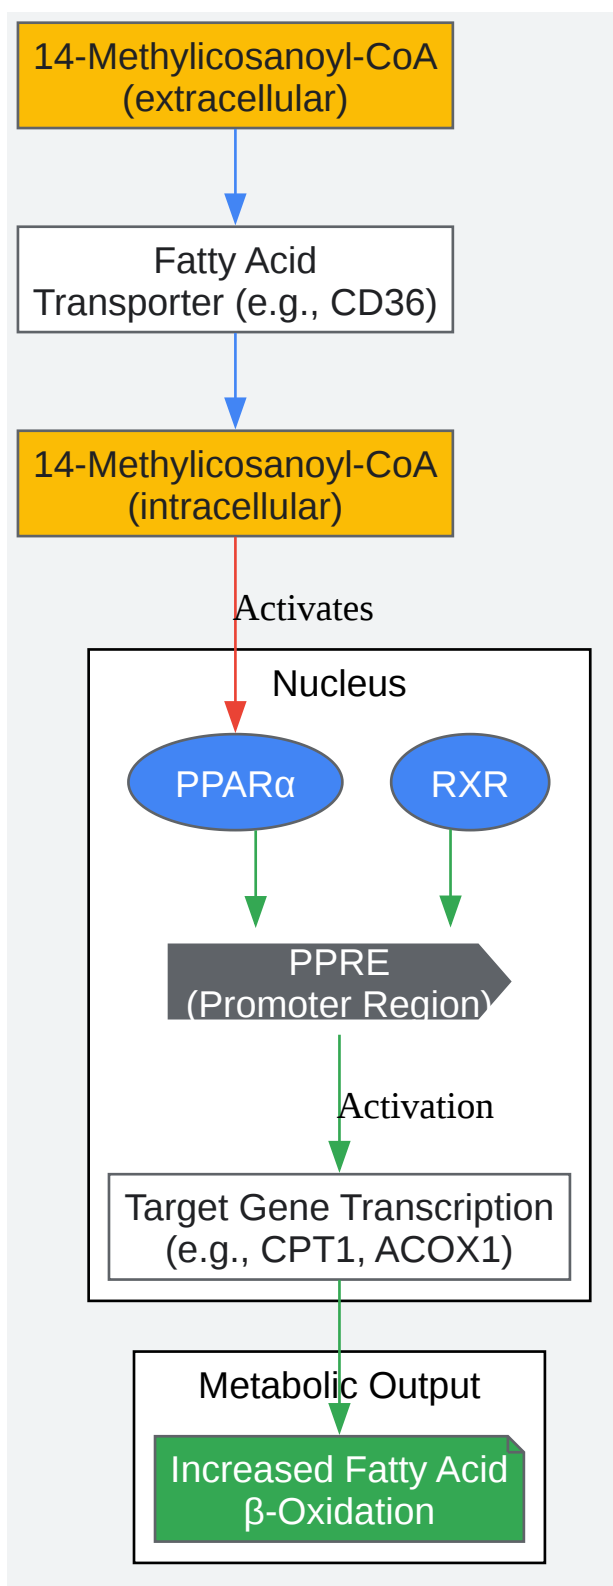 14-Methylicosanoyl-CoA
(extracellular)
Fatty Acid
Transporter (e.g., CD36)
14-Methylicosanoyl-CoA
(intracellular)
Activates
Nucleus
PPARα
RXR
PPRE
(Promoter Region)
Activation
Target Gene Transcription
(e.g., CPT1, ACOX1)
Metabolic Output
Increased Fatty Acid
β-Oxidation